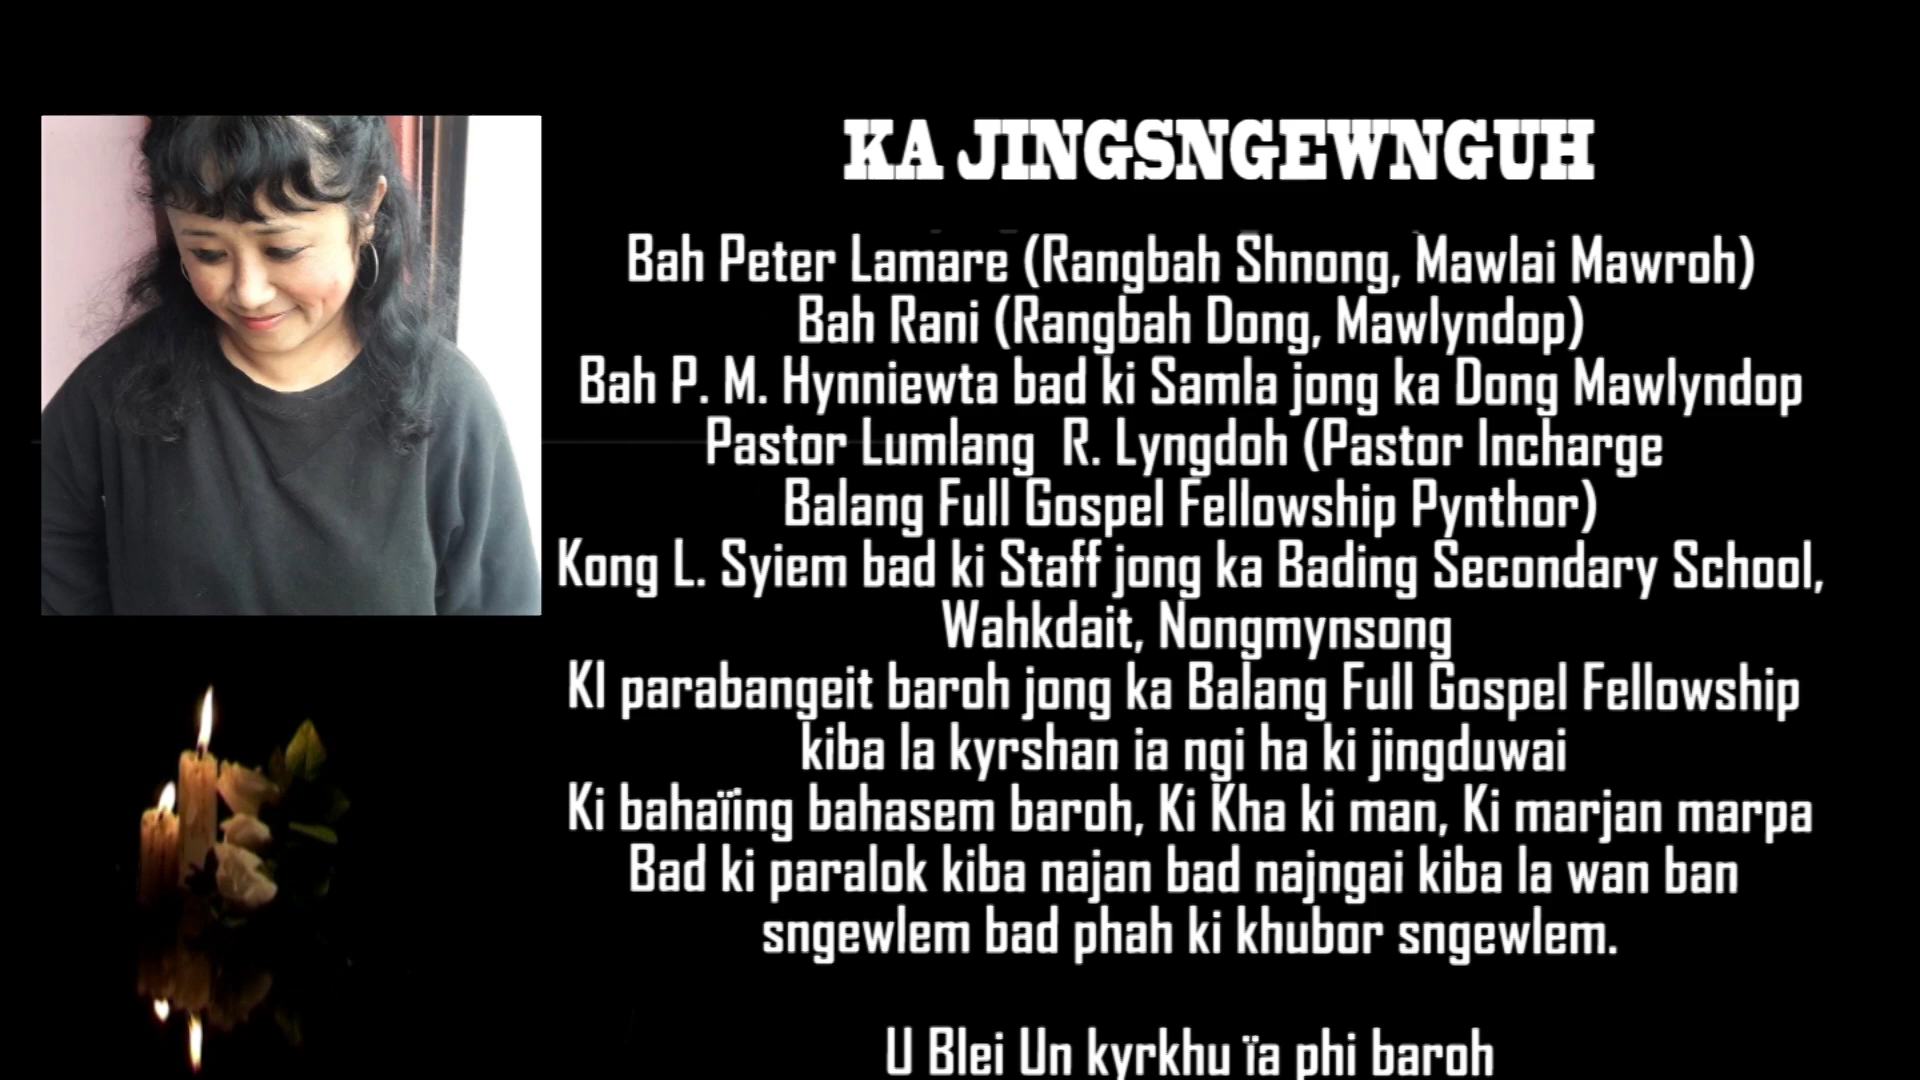 KA JINGSNGEWNGUH
Bah Peter Lamare (Rangbah Shnong, Mawlai Mawroh)
Bah Rani (Rangbah Dong, Mawlyndop)
Bah P. M. Hynniewta bad ki Samla jong ka Dong Mawlyndop
Pastor Lumlang R. Lyngdoh (Pastor Incharge
Balang Full Gospel Fellowship Pynthor)
Kong L. Syiem bad ki Staff jong ka Bading Secondary School,
Wahkdait, Nongmynsong
KI parabangeit baroh jong ka Balang Full Gospel Fellowship
kiba la kyrshan ia ngi ha ki jingduwai
Ki bahaïing bahasem baroh, Ki Kha ki man, Ki marjan marpa
Bad ki paralok kiba najan bad najngai kiba la wan ban
sngewlem bad phah ki khubor sngewlem.
U Blei Un kyrkhu ïa phi baroh